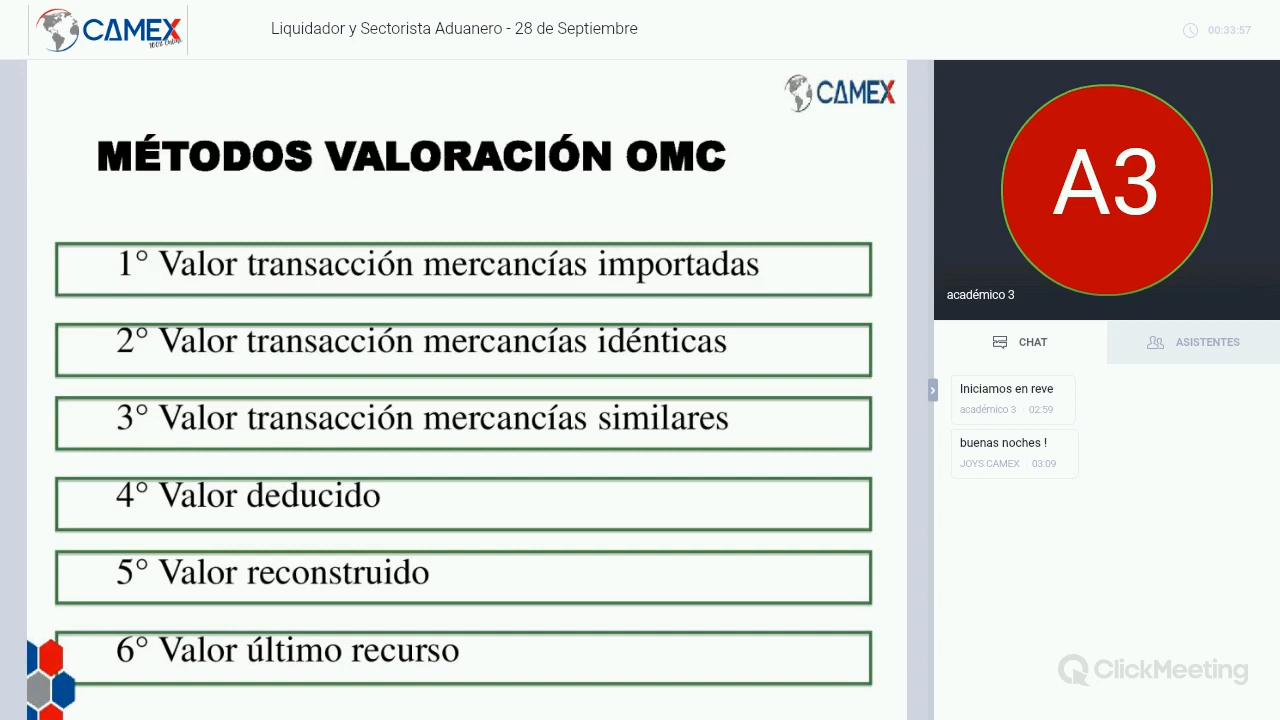 CAMEX
100% Online
Liquidador y Sectorista Aduanero - 28 de Septiembre
00:33:57
CAMEX
MÉTODOS VALORACIÓN OMC
1° Valor transacción mercancías importadas
2° Valor transacción mercancías idénticas
3° Valor transacción mercancías similares
4° Valor deducido
5° Valor reconstruido
6° Valor último recurso
A3
académico 3
CHAT
ASISTENTES
Iniciamos en reve
académico 3 · 02:59
buenas noches !
JOYS CAMEX · 03:09
ClickMeeting